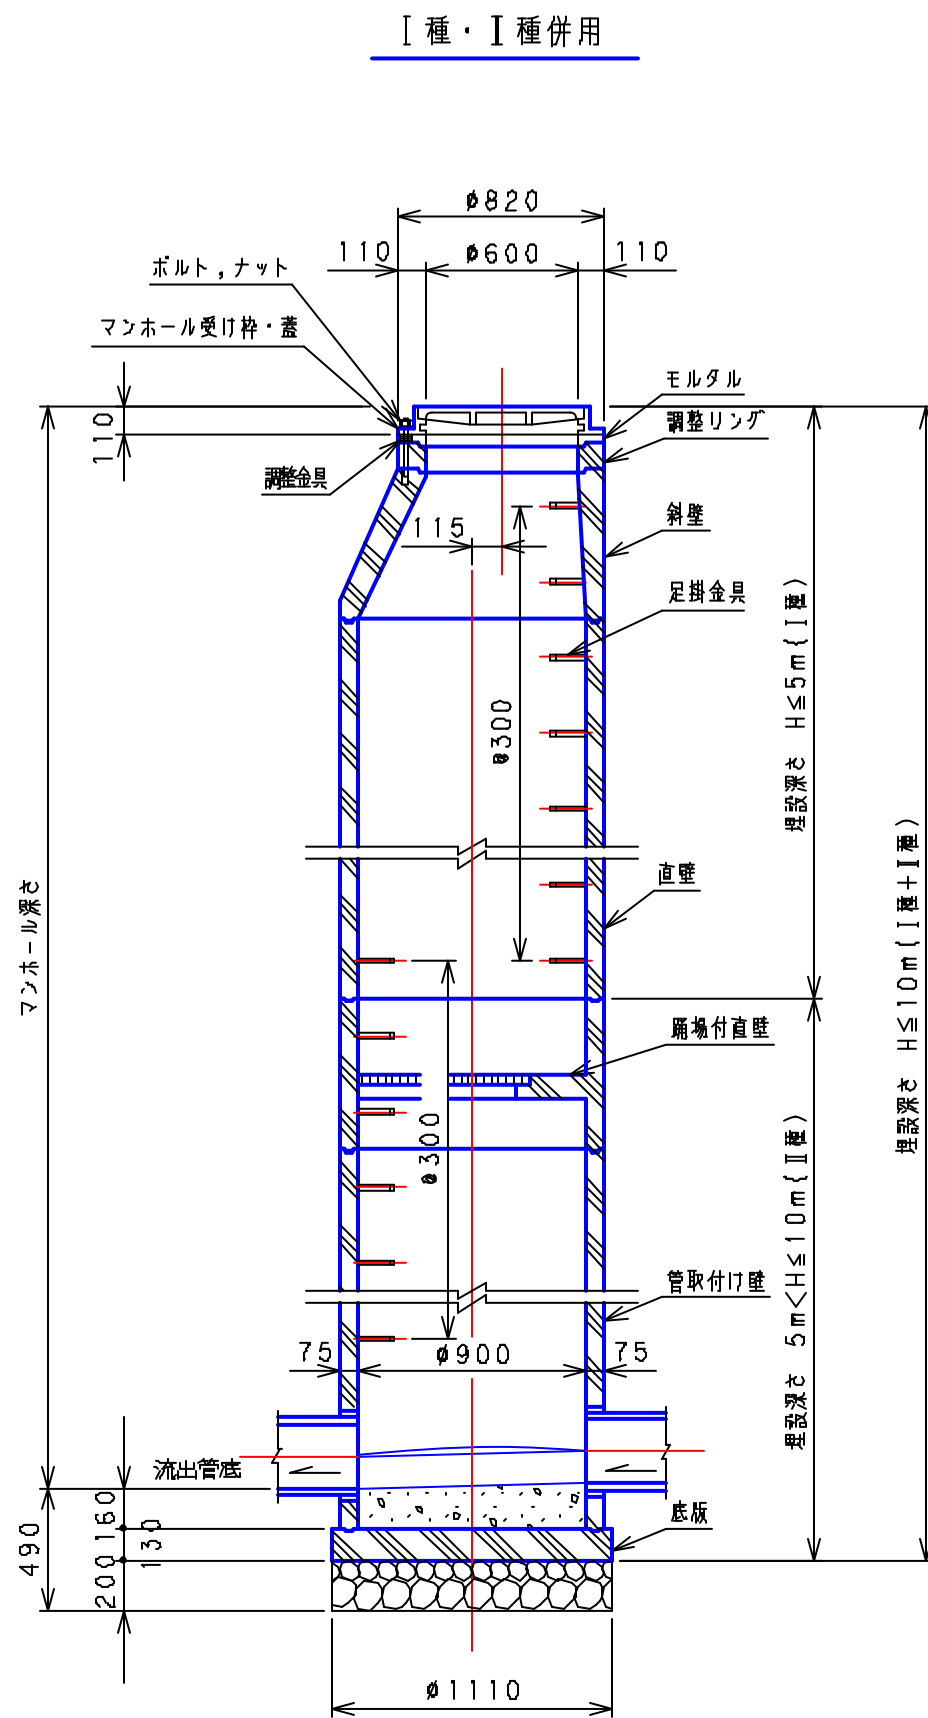 Ⅰ種・Ⅱ種併用
ø820
110
ø600
110
ボルト，ナット
マンホール受け枠・蓋
モルタル
調整リング
110
調整金具
斜壁
115
足掛金具
埋設深さ H≦5m{Ⅰ種)
@300
埋設深さ H≦10m{Ⅰ種+Ⅱ種)
直壁
マンホール深さ
踊場付直壁
@300
埋設深さ 5m<H≦10m{Ⅱ種)
管取付け壁
75
ø900
75
流出管底
底版
490
160
130
200
ø1110